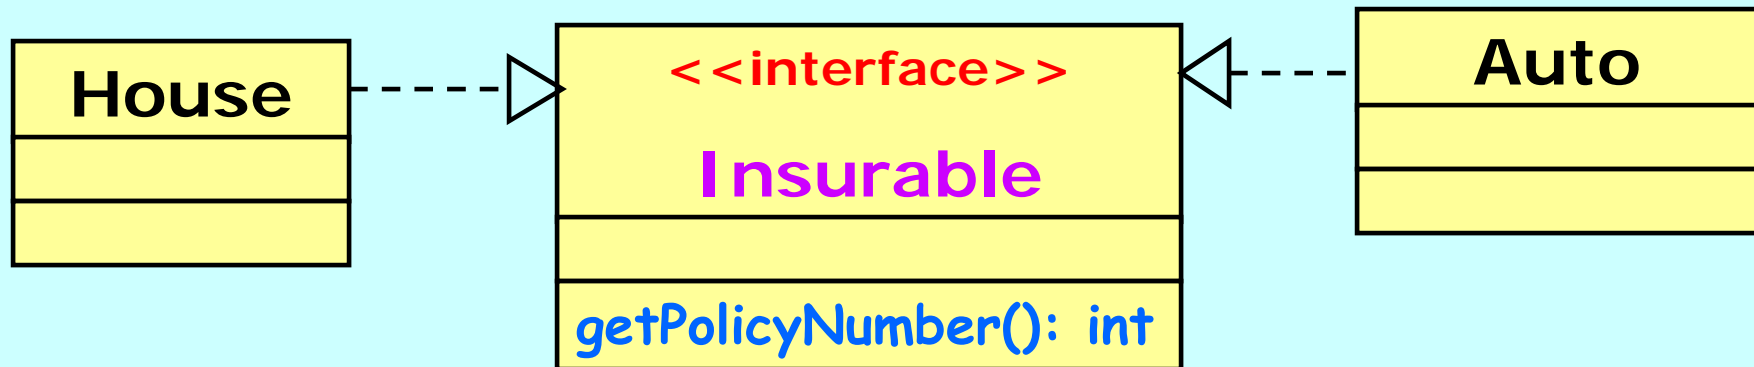 House
<<interface>>
Insurable
getPolicyNumber(): int
Auto